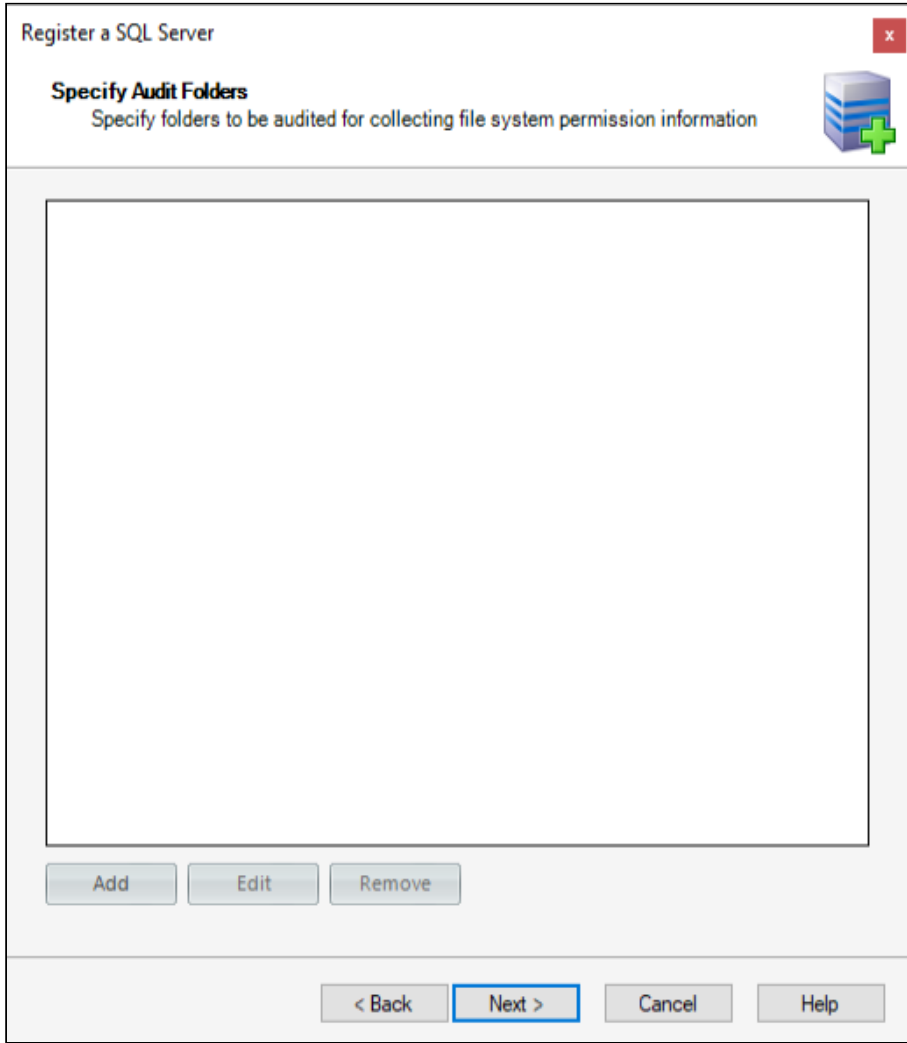 Register a SQL Server
x
Specify Audit Folders
Specify folders to be audited for collecting file system permission information
Add Edit Remove
< Back Next > Cancel Help